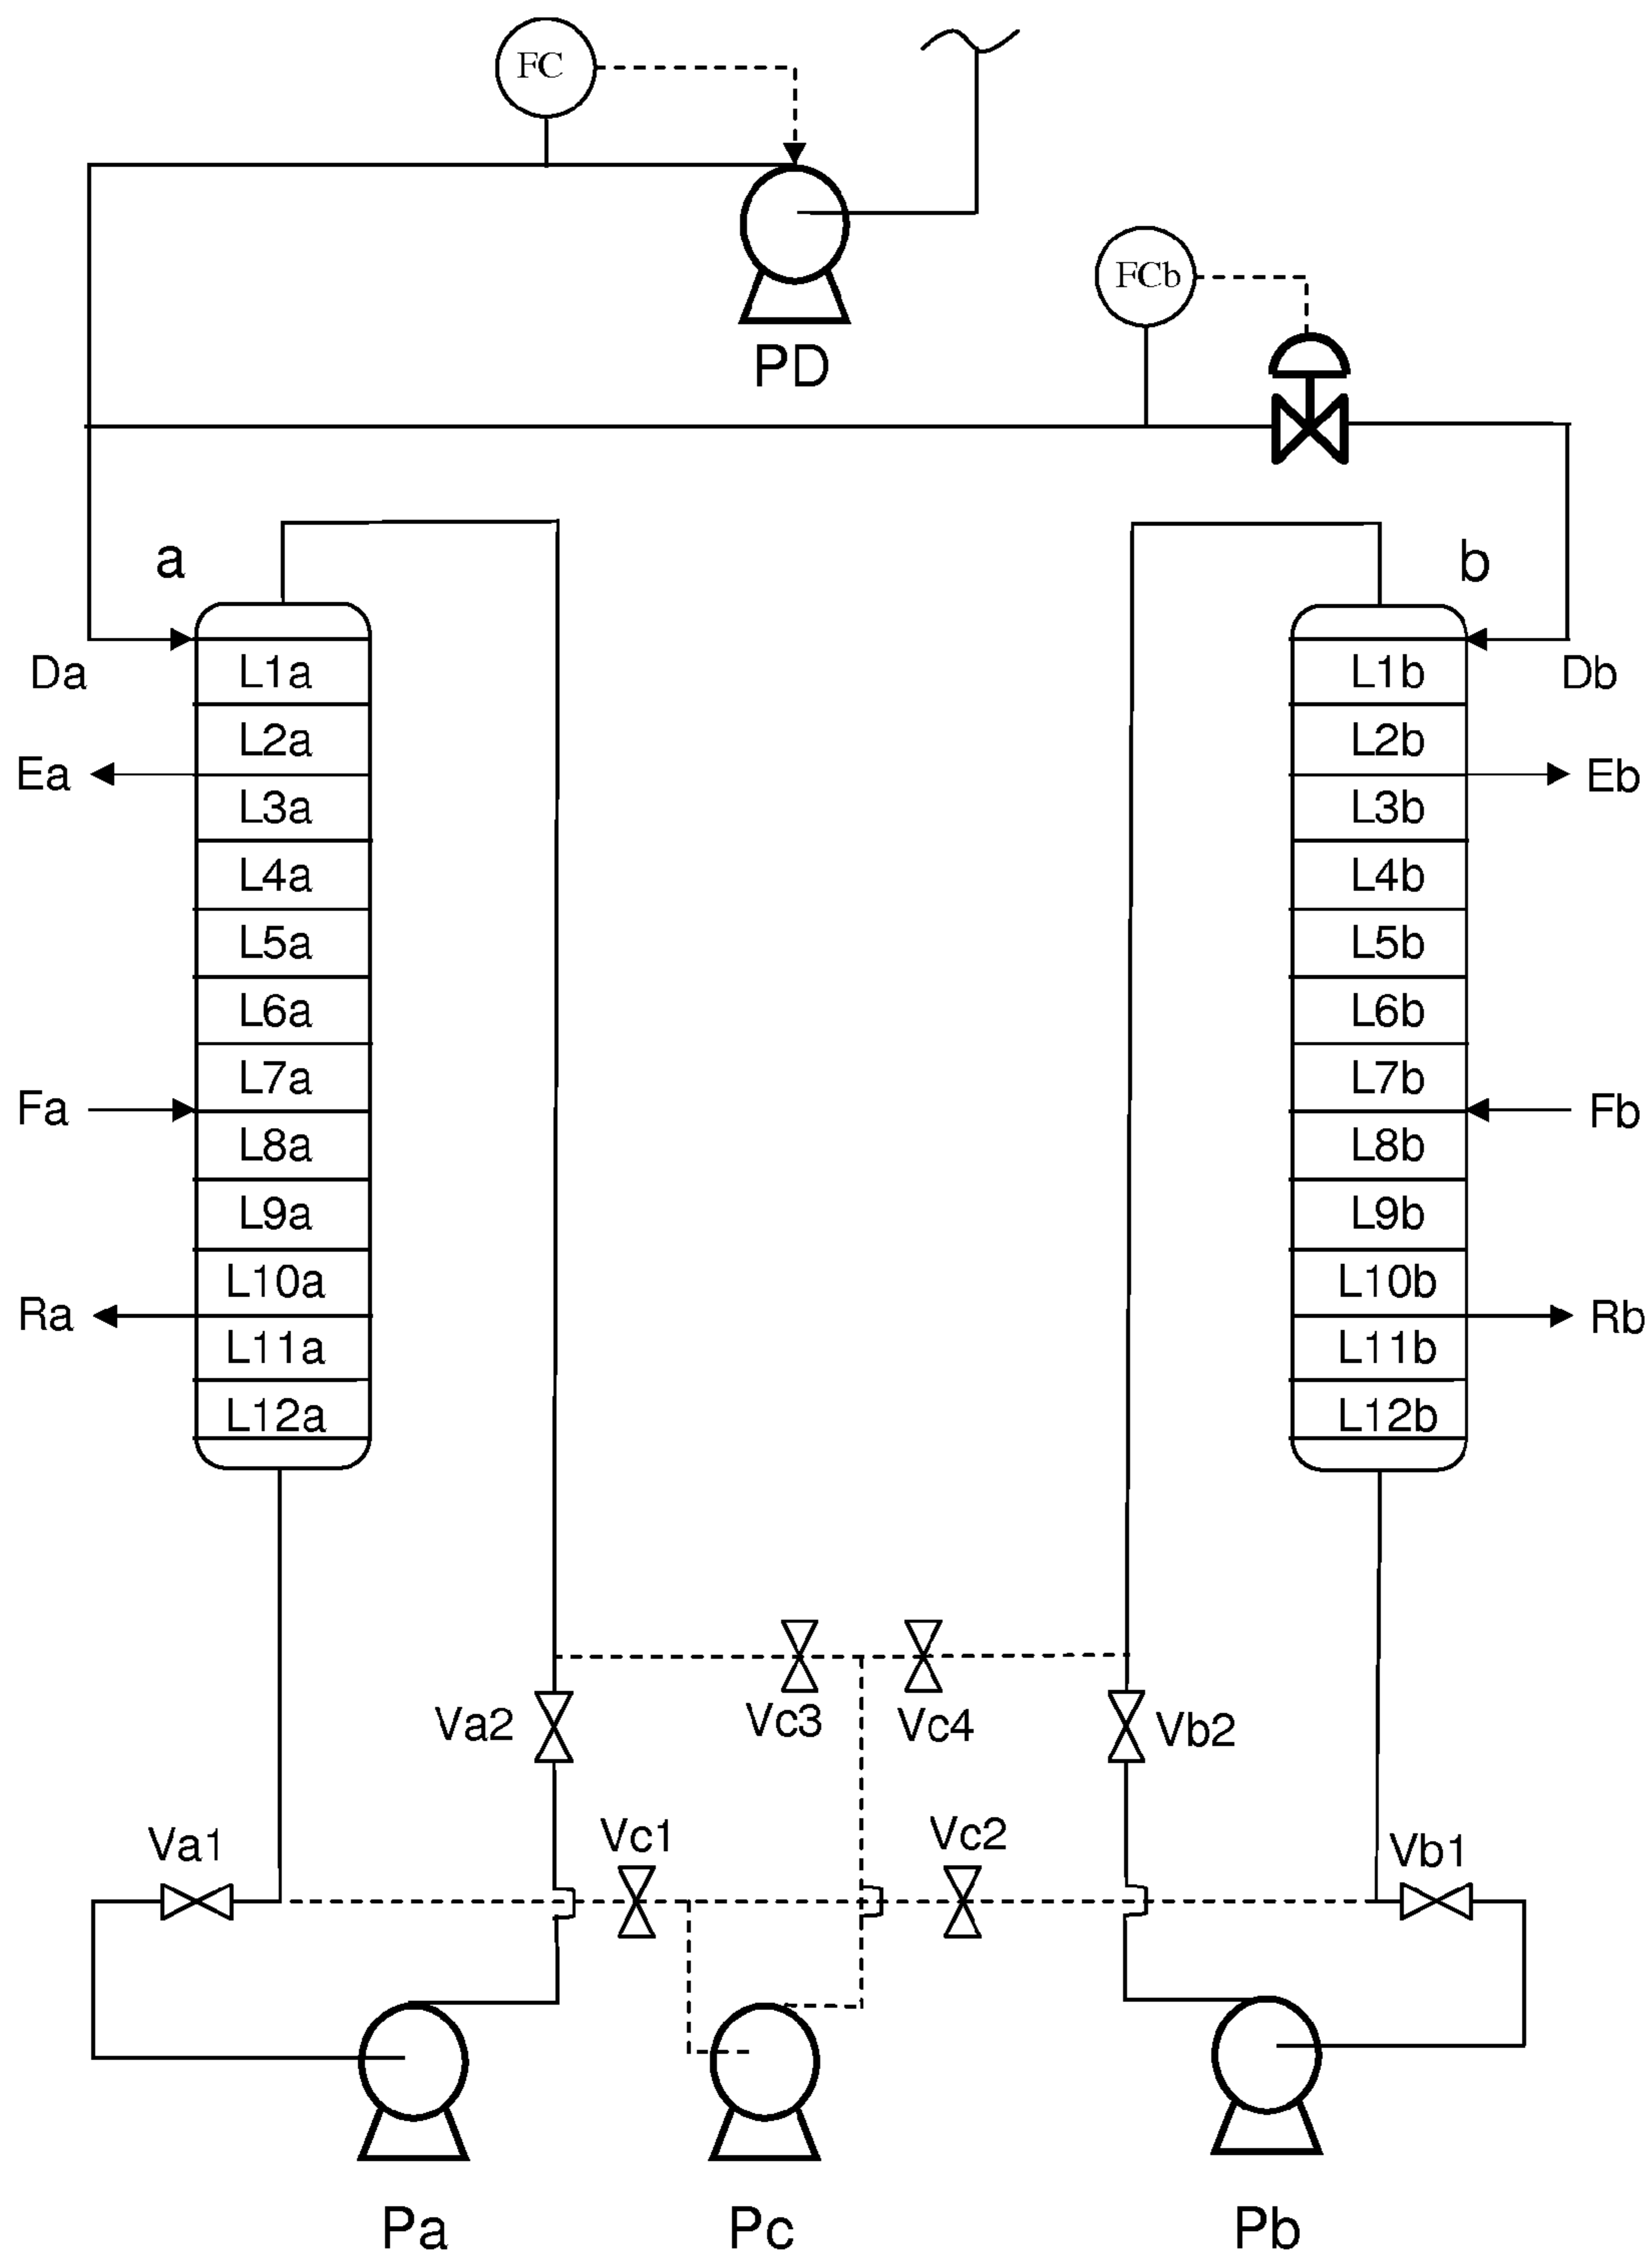 FC
FCb
PD
a
b
Da
L1a
L1b
Db
L2a
L2b
Ea
Eb
L3a
L3b
L4a
L4b
L5a
L5b
L6a
L6b
L7a
L7b
Fa
Fb
L8a
L8b
L9a
L9b
L10a
L10b
Ra
Rb
L11a
L11b
L12a
L12b
Va2
Vc3
Vc4
Vb2
Va1
Vc1
Vc2
Vb1
Pa
Pc
Pb